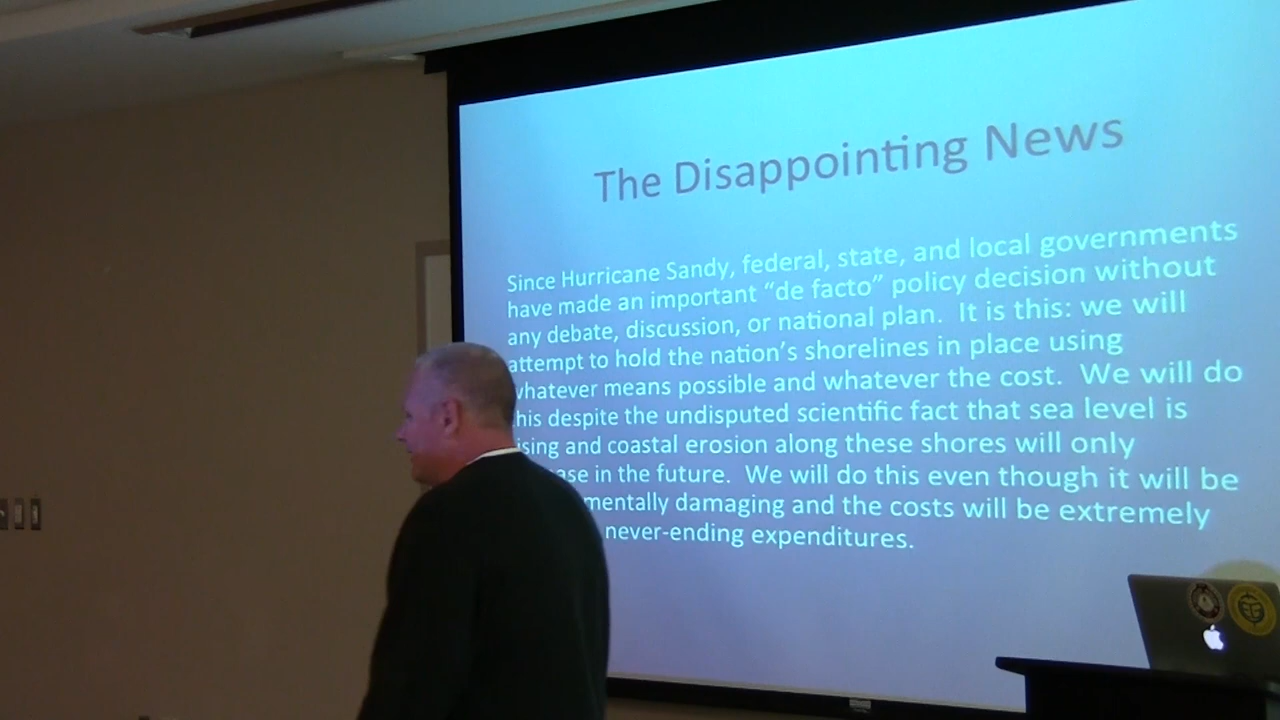 The Disappointing News
Since Hurricane Sandy, federal, state, and local governments
have made an important “de facto” policy decision without
any debate, discussion, or national plan.  It is this: we will
attempt to hold the nation’s shorelines in place using
whatever means possible and whatever the cost.  We will do
this despite the undisputed scientific fact that sea level is
rising and coastal erosion along these shores will only
ase in the future.  We will do this even though it will be
mentally damaging and the costs will be extremely
never-ending expenditures.